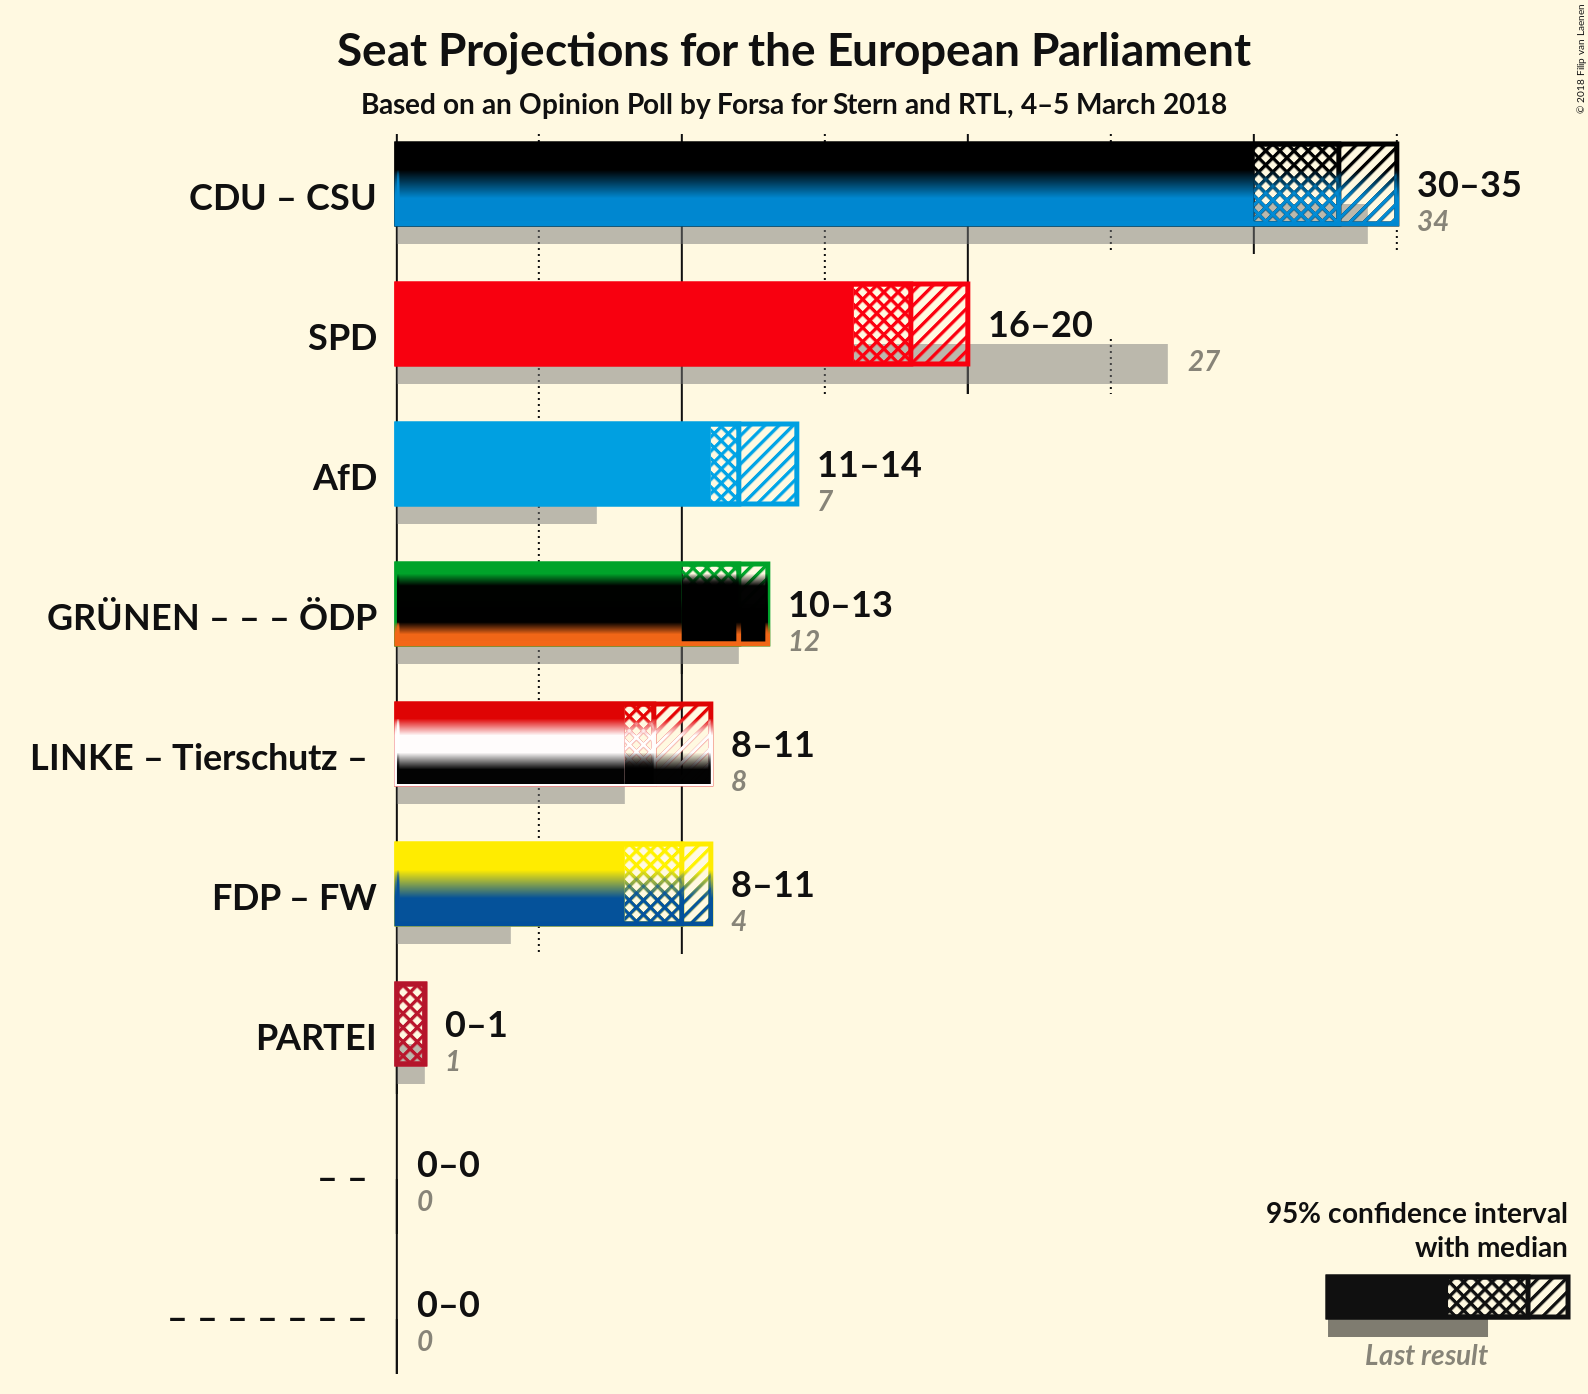 Seat Projections for the European Parliament
Based on an Opinion Poll by Forsa for Stern and RTL, 4–5 March 2018
© 2018 Filip van Laenen
CDU – CSU
30–35
34
SPD
16–20
27
AfD
11–14
7
GRÜNEN – – – ÖDP
10–13
12
LINKE – Tierschutz –
8–11
8
FDP – FW
8–11
4
PARTEI
0–1
1
– –
0–0
0
– – – – – – –
0–0
0
95% confidence interval
with median
Last result